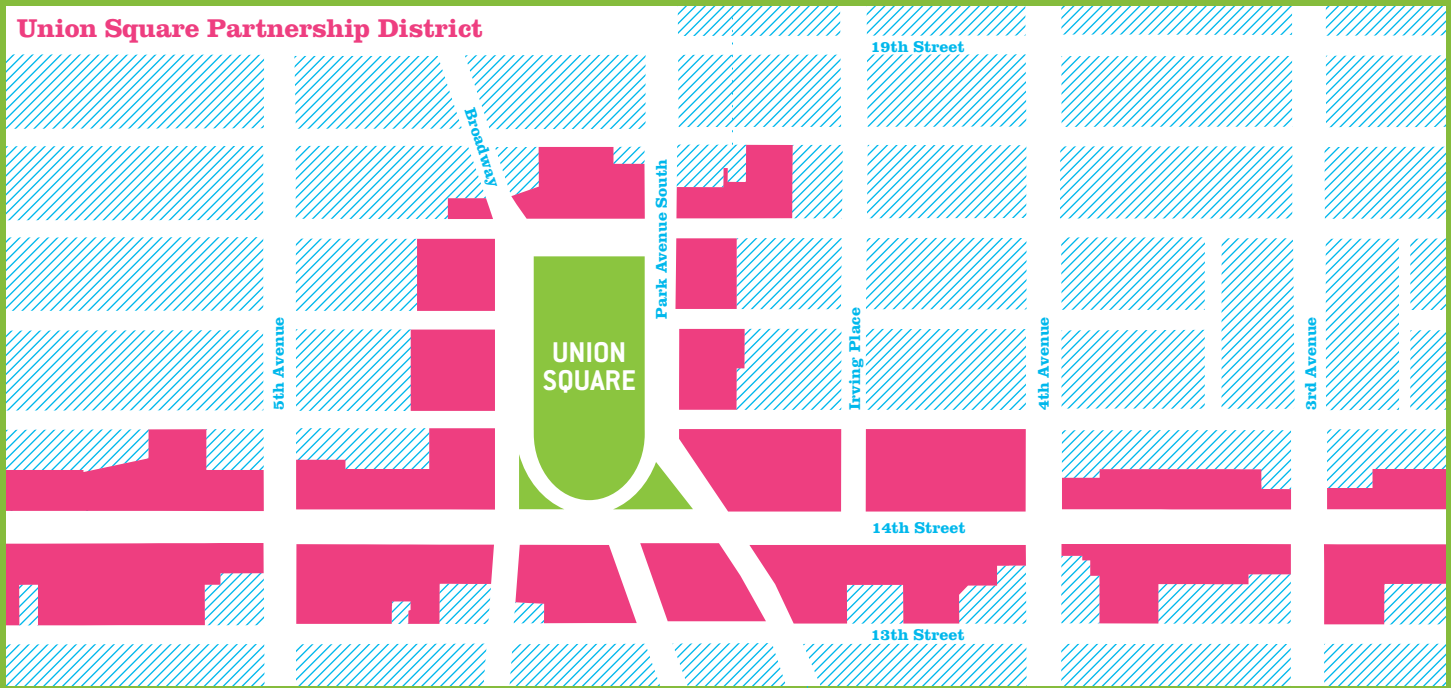 Union Square Partnership District
19th Street
Broadway
Park Avenue South
5th Avenue
UNION
SQUARE
Irving Place
4th Avenue
3rd Avenue
14th Street
13th Street